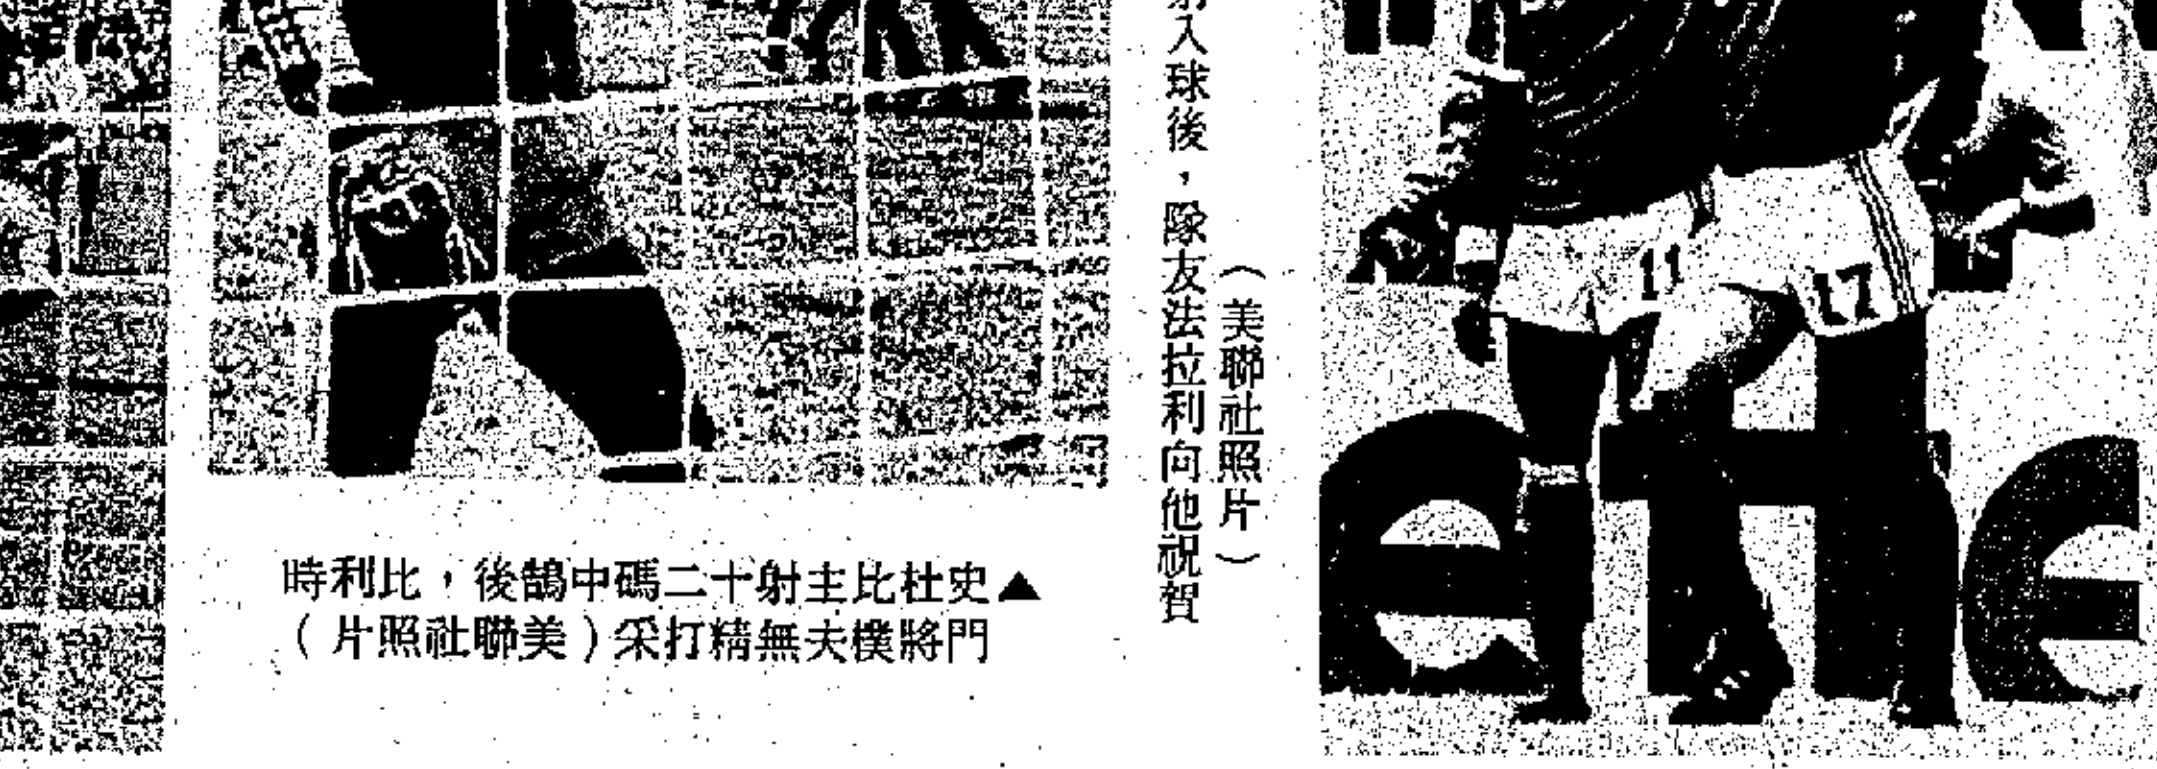 入球後，隊友法拉利向他祝賀
（美聯社照片）
▲史杜比主射十二碼中鵠後，比利時
門將樸夫無精打采（美聯社照片）
11
17